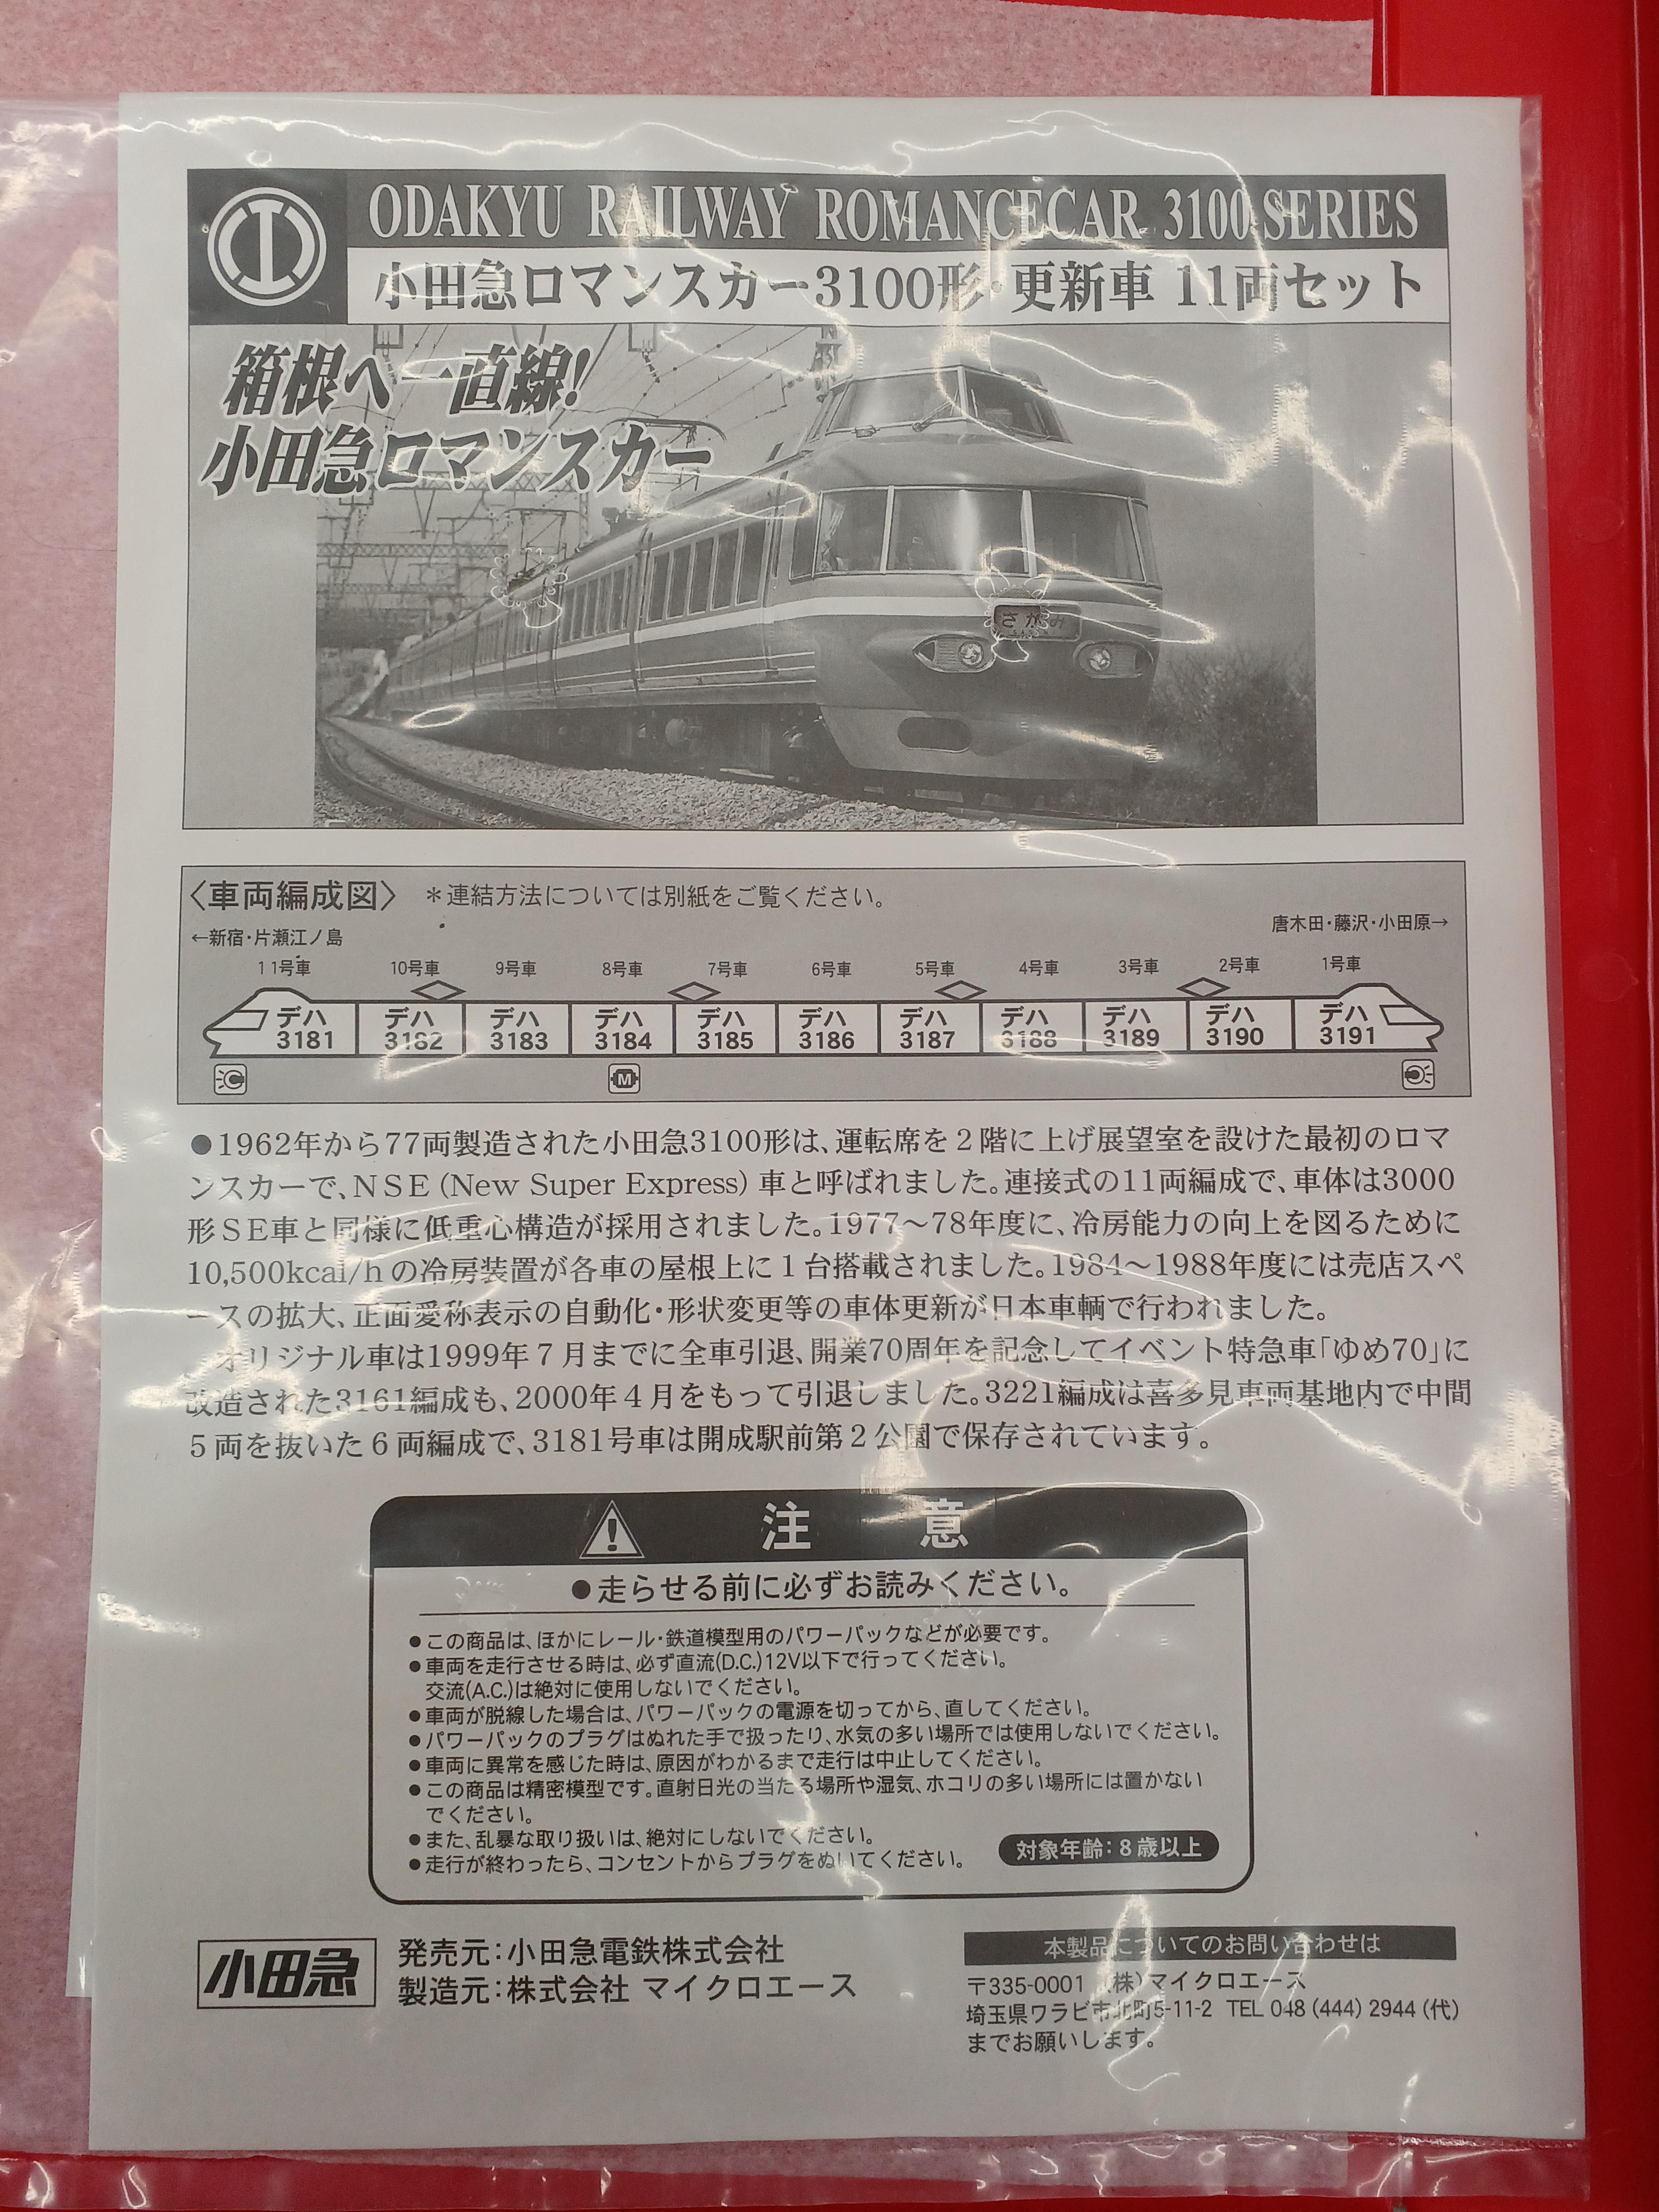 ODAKYU RAILWAY ROMANCECAR 3100 SERIES
小田急ロマンスカー3100形・更新車 11両セット
箱根へ一直線!
小田急ロマンスカー
さがみ
〈車両編成図〉 *連結方法については別紙をご覧ください。
←新宿・片瀬江ノ島
唐木田・藤沢・小田原→
11号車 10号車 9号車 8号車 7号車 6号車 5号車 4号車 3号車 2号車 1号車
デハ デハ デハ デハ デハ デハ デハ デハ デハ デハ デハ
3181 3182 3183 3184 3185 3186 3187 3188 3189 3190 3191
M
●1962年から77両製造された小田急3100形は、運転席を2階に上げ展望室を設けた最初のロマ
ンスカーで、NSE(New Super Express)車と呼ばれました。連接式の11両編成で、車体は3000
形SE車と同様に低重心構造が採用されました。1977〜78年度に、冷房能力の向上を図るために
10,500kcal/hの冷房装置が各車の屋根上に1台搭載されました。1984〜1988年度には売店スペ
ースの拡大、正面愛称表示の自動化・形状変更等の車体更新が日本車輌で行われました。
オリジナル車は1999年7月までに全車引退、開業70周年を記念してイベント特急車「ゆめ70」に
改造された3161編成も、2000年4月をもって引退しました。3221編成は喜多見車両基地内で中間
5両を抜いた6両編成で、3181号車は開成駅前第2公園で保存されています。
注 意
●走らせる前に必ずお読みください。
●この商品は、ほかにレール・鉄道模型用のパワーパックなどが必要です。
●車両を走行させる時は、必ず直流(D.C.)12V以下で行ってください。
交流(A.C.)は絶対に使用しないでください。
●車両が脱線した場合は、パワーパックの電源を切ってから、直してください。
●パワーパックのプラグはぬれた手で扱ったり、水気の多い場所では使用しないでください。
●車両に異常を感じた時は、原因がわかるまで走行は中止してください。
●この商品は精密模型です。直射日光の当たる場所や湿気、ホコリの多い場所には置かない
でください。
●また、乱暴な取り扱いは、絶対にしないでください。
●走行が終わったら、コンセントからプラグをぬいてください。
対象年齢:8歳以上
小田急
発売元:小田急電鉄株式会社
製造元:株式会社 マイクロエース
本製品についてのお問い合わせは
〒335-0001 (株)マイクロエース
埼玉県ワラビ市北町5-11-2 TEL 048(444)2944(代)
までお願いします。